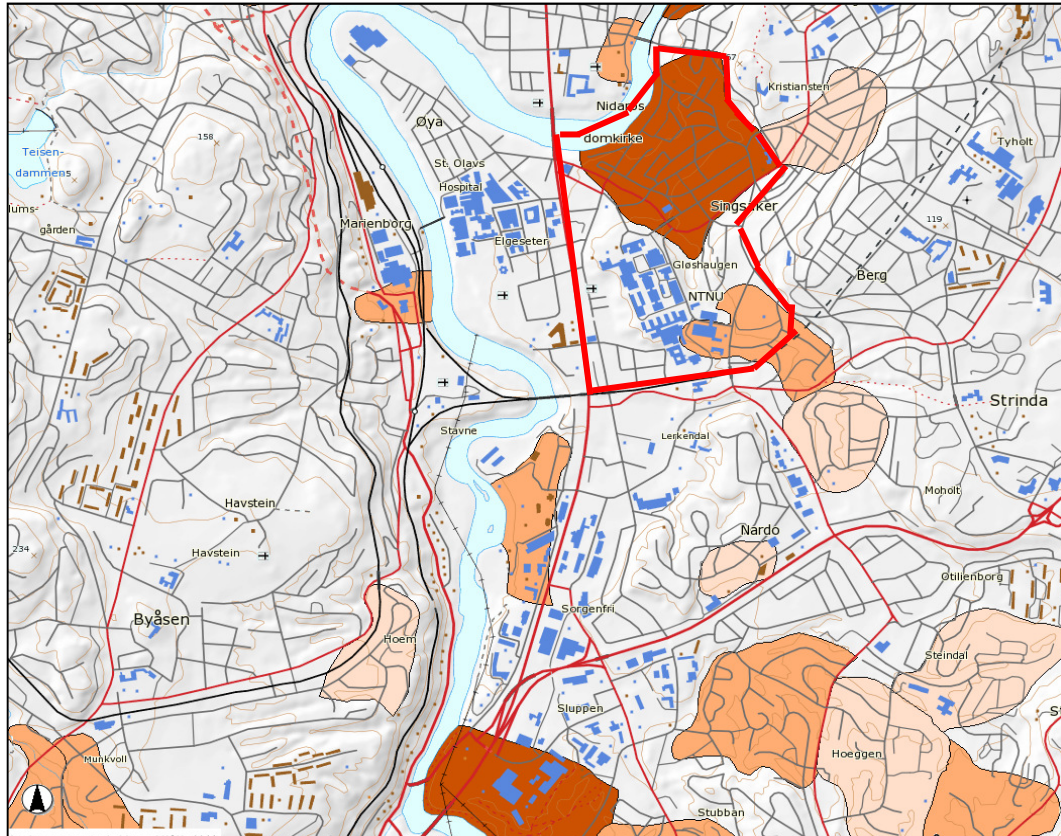 Kristiansten
Nidaros
domkirke
Øya
158
Tyholt
Teisen-
dammens
St. Olavs
Hospital
Singsaker
119
gården
Marienborg
Elgeseter
Gløshaugen
Berg
NTNU
Strinda
Stavne
Lerkendal
Moholt
Havstein
Nardo
234
Havstein
Otilienborg
Sorgenfri
Byåsen
Hoem
Steindal
Sluppen
Munkvoll
Hoeggen
Stubban